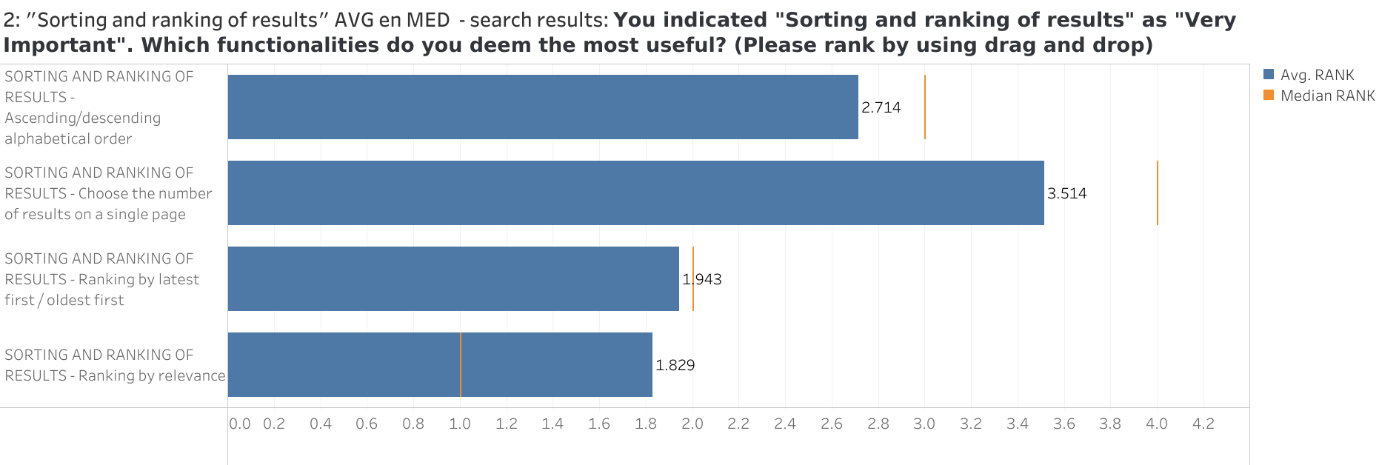 2: "Sorting and ranking of results" AVG en MED - search results: You indicated "Sorting and ranking of results" as "Very
Important". Which functionalities do you deem the most useful? (Please rank by using drag and drop)
Avg. RANK
Median RANK
SORTING AND RANKING OF
RESULTS -
Ascending/descending
alphabetical order
2.714
SORTING AND RANKING OF
RESULTS - Choose the number
of results on a single page
3.514
SORTING AND RANKING OF
RESULTS - Ranking by latest
first / oldest first
1.943
SORTING AND RANKING OF
RESULTS - Ranking by relevance
1.829
0.0 0.2 0.4 0.6 0.8 1.0 1.2 1.4 1.6 1.8 2.0 2.2 2.4 2.6 2.8 3.0 3.2 3.4 3.6 3.8 4.0 4.2